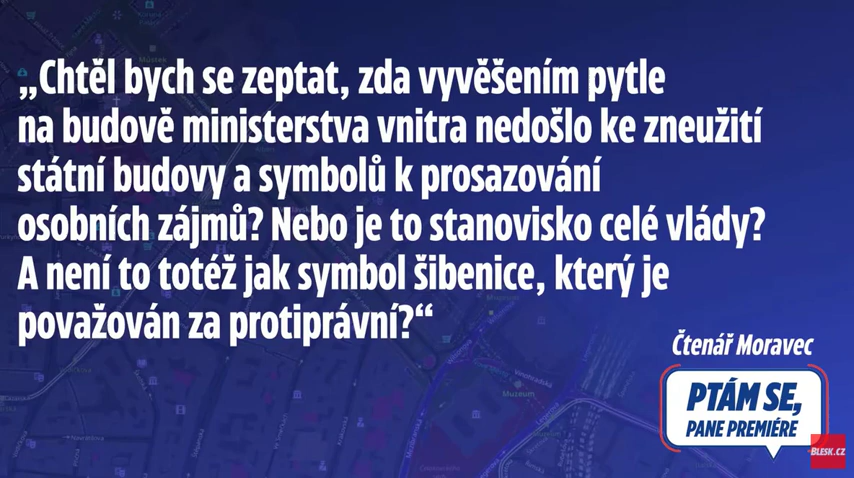 „Chtěl bych se zeptat, zda vyvěšením pytle
na budově ministerstva vnitra nedošlo ke zneužití
státní budovy a symbolů k prosazování
osobních zájmů? Nebo je to stanovisko celé vlády?
A není to totéž jak symbol šibenice, který je
považován za protiprávní?“
Čtenář Moravec
PTÁM SE,
PANE PREMIÉRE
BLESK.CZ
Můstek
Muzeum